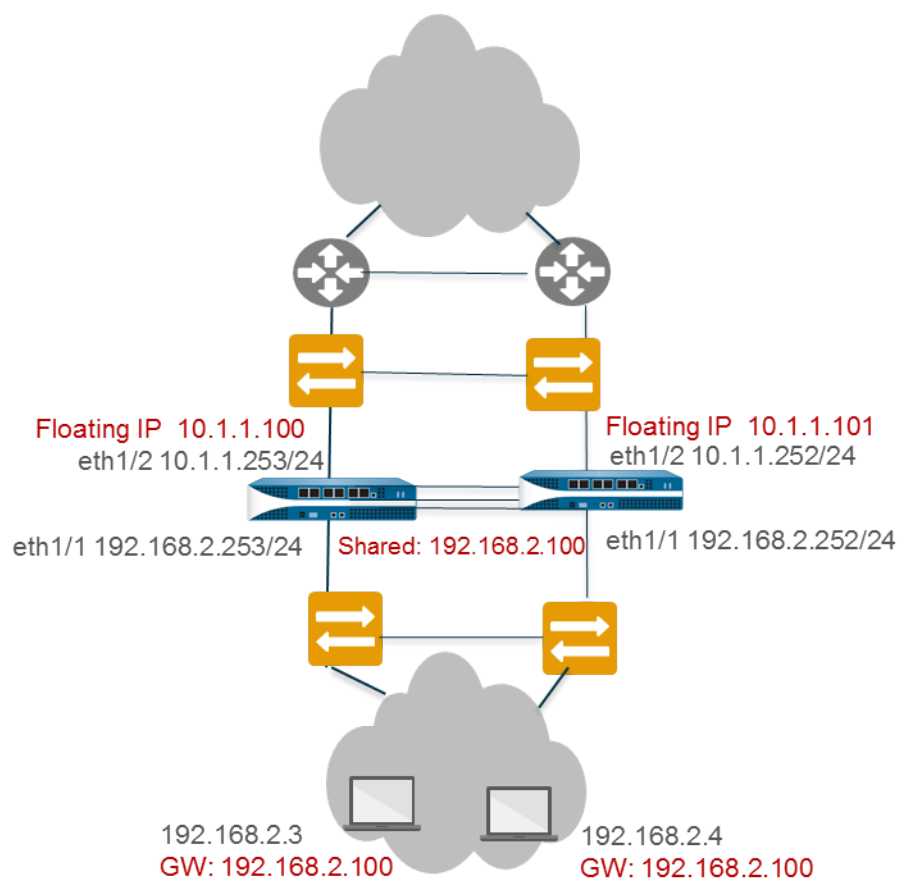 Floating IP 10.1.1.100
eth1/2 10.1.1.253/24
Floating IP 10.1.1.101
eth1/2 10.1.1.252/24
eth1/1 192.168.2.253/24
Shared: 192.168.2.100
eth1/1 192.168.2.252/24
192.168.2.3
GW: 192.168.2.100
192.168.2.4
GW: 192.168.2.100